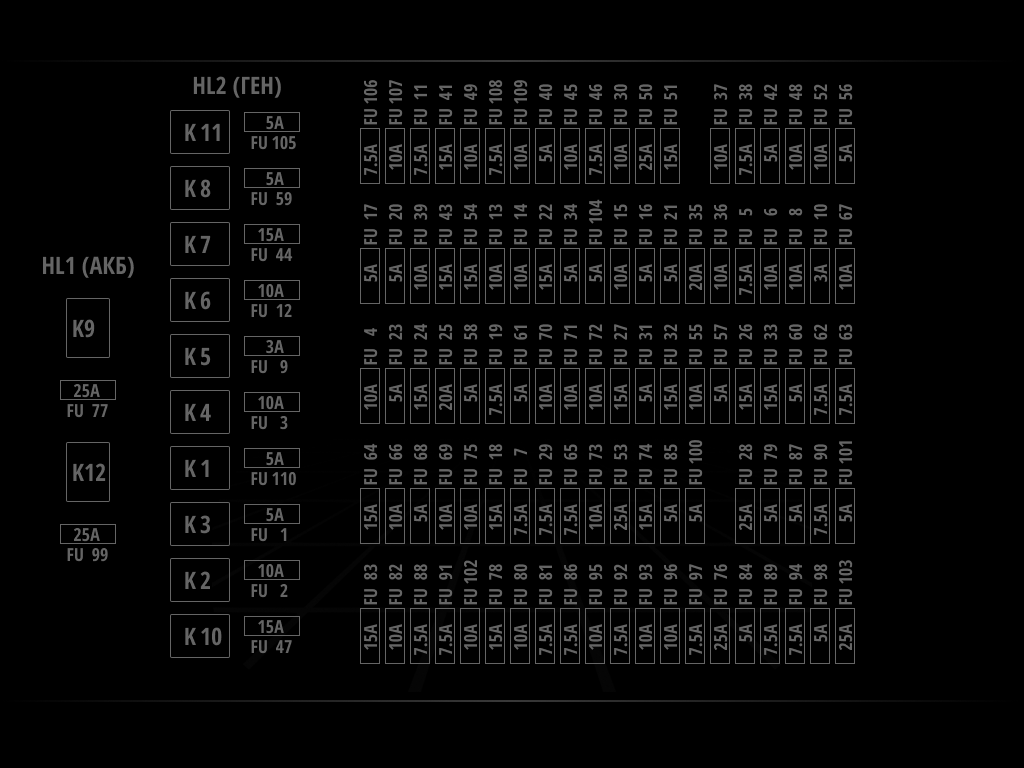 HL1 (АКБ)
K9
25A
FU 77
K12
25A
FU 99
HL2 (ГЕН)
K 11
5A
FU 105
K 8
5A
FU 59
K 7
15A
FU 44
K 6
10A
FU 12
K 5
3A
FU 9
K 4
10A
FU 3
K 1
5A
FU 110
K 3
5A
FU 1
K 2
10A
FU 2
K 10
15A
FU 47
FU 106 FU 107 FU 11 FU 41 FU 49 FU 108 FU 109 FU 40 FU 45 FU 46 FU 30 FU 50 FU 51 FU 37 FU 38 FU 42 FU 48 FU 52 FU 56
7.5A 10A 7.5A 15A 10A 7.5A 10A 5A 10A 7.5A 10A 25A 15A 10A 7.5A 5A 10A 10A 5A
FU 17 FU 20 FU 39 FU 43 FU 54 FU 13 FU 14 FU 22 FU 34 FU 104 FU 15 FU 16 FU 21 FU 35 FU 36 FU 5 FU 6 FU 8 FU 10 FU 67
5A 5A 10A 15A 15A 10A 10A 15A 5A 5A 10A 5A 5A 20A 10A 7.5A 10A 10A 3A 10A
FU 4 FU 23 FU 24 FU 25 FU 58 FU 19 FU 61 FU 70 FU 71 FU 72 FU 27 FU 31 FU 32 FU 55 FU 57 FU 26 FU 33 FU 60 FU 62 FU 63
10A 5A 15A 20A 5A 7.5A 5A 10A 10A 10A 15A 5A 15A 10A 5A 15A 15A 5A 7.5A 7.5A
FU 64 FU 66 FU 68 FU 69 FU 75 FU 18 FU 7 FU 29 FU 65 FU 73 FU 53 FU 74 FU 85 FU 100 FU 28 FU 79 FU 87 FU 90 FU 101
15A 10A 5A 10A 10A 15A 7.5A 7.5A 7.5A 10A 25A 15A 5A 5A 25A 5A 5A 7.5A 5A
FU 83 FU 82 FU 88 FU 91 FU 102 FU 78 FU 80 FU 81 FU 86 FU 95 FU 92 FU 93 FU 96 FU 97 FU 76 FU 84 FU 89 FU 94 FU 98 FU 103
15A 10A 7.5A 7.5A 10A 15A 10A 7.5A 7.5A 10A 7.5A 10A 10A 7.5A 25A 5A 7.5A 7.5A 5A 25A